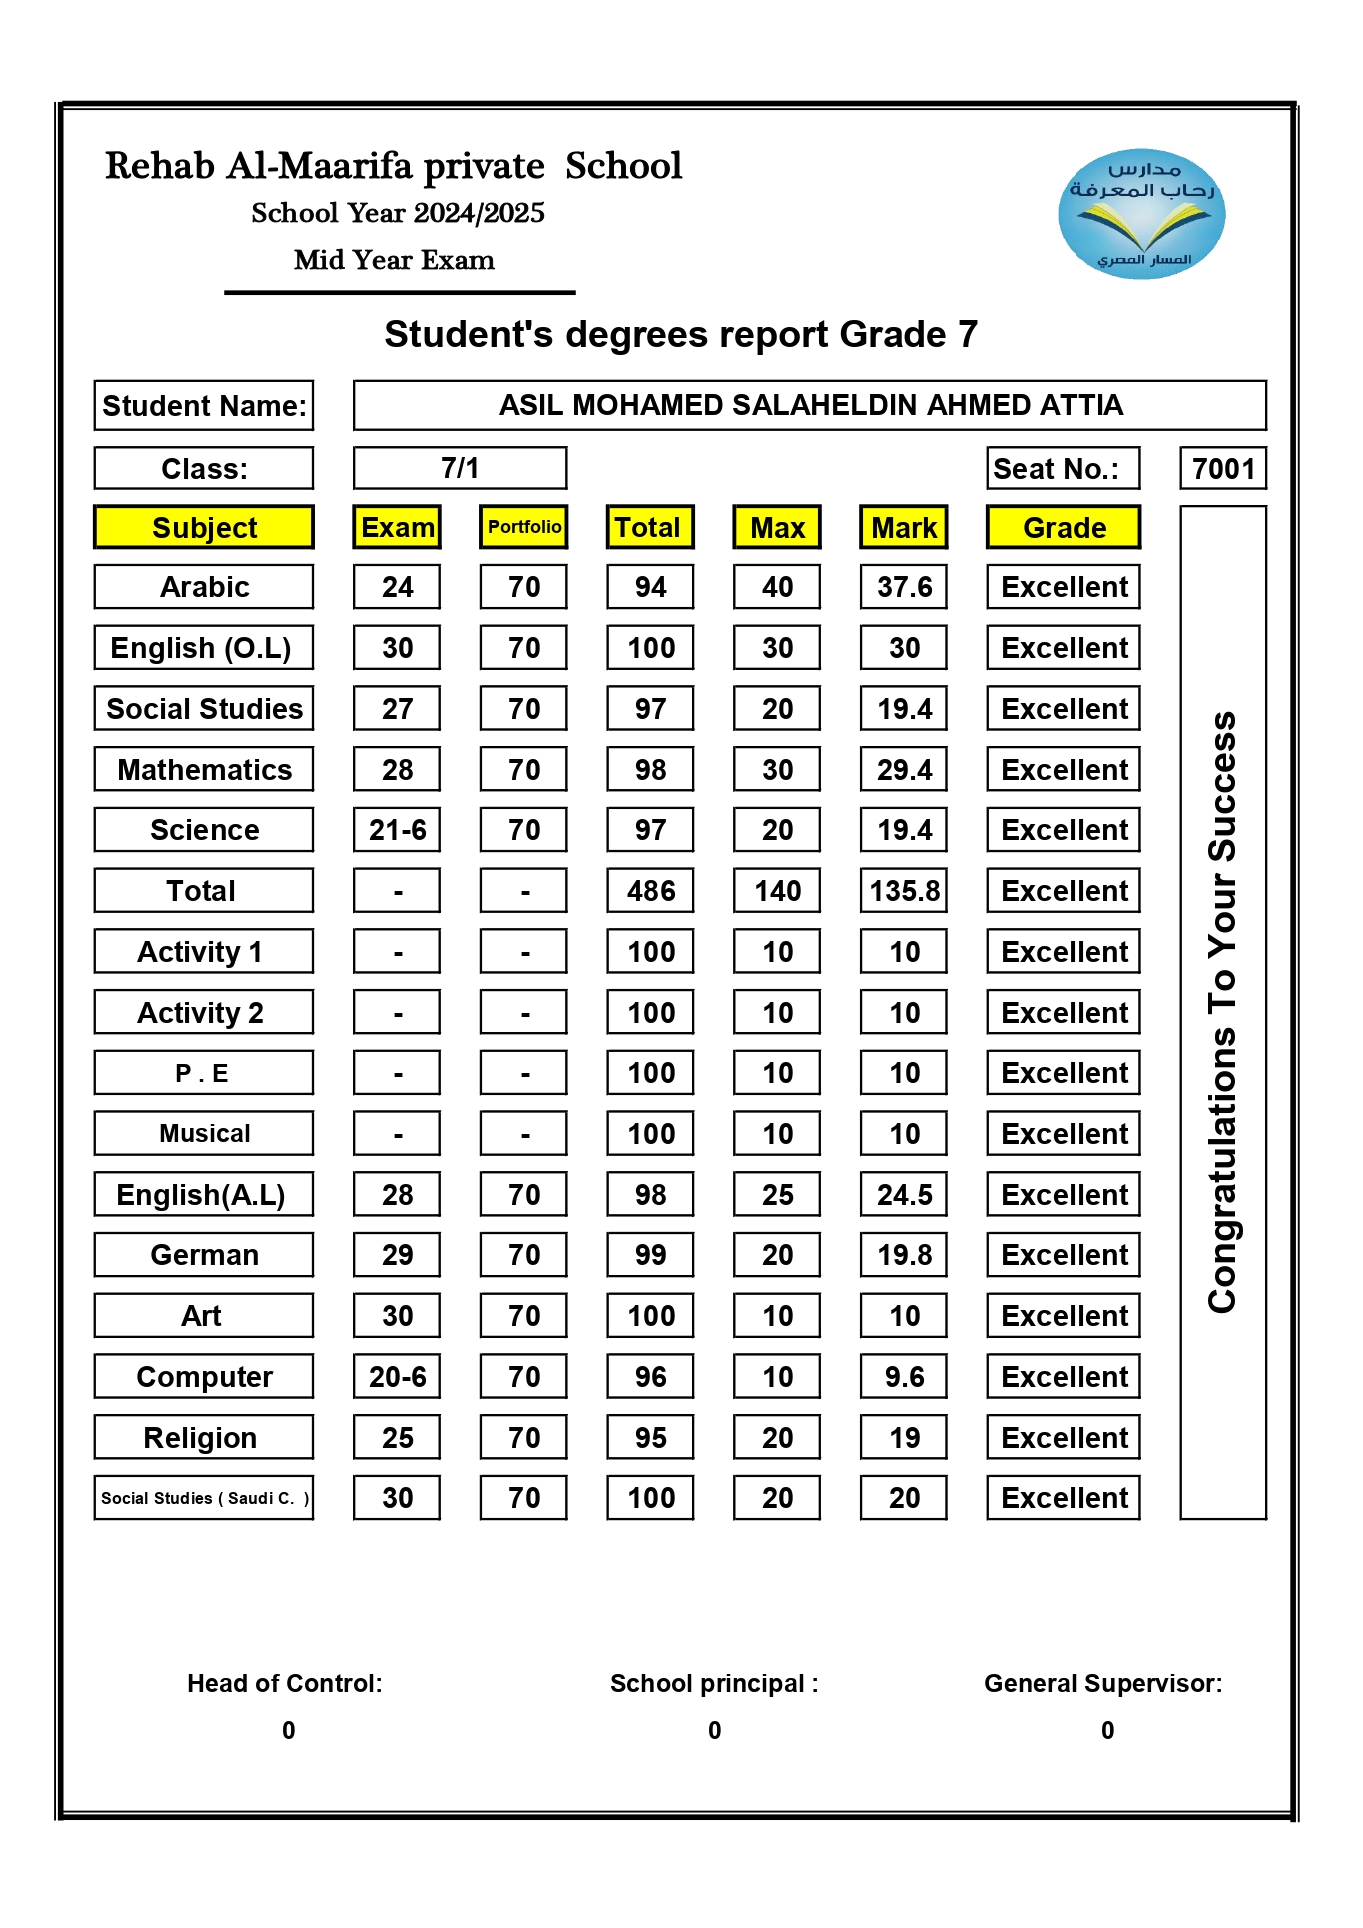 Rehab Al-Maarifa private School
School Year 2024/2025
Mid Year Exam
مدارس
رحاب المعرفة
المسار المصري
Student's degrees report Grade 7
Student Name: ASIL MOHAMED SALAHELDIN AHMED ATTIA
Class: 7/1 Seat No.: 7001
Subject Exam Portfolio Total Max Mark Grade
Arabic 24 70 94 40 37.6 Excellent
English (O.L) 30 70 100 30 30 Excellent
Social Studies 27 70 97 20 19.4 Excellent
Mathematics 28 70 98 30 29.4 Excellent
Science 21-6 70 97 20 19.4 Excellent
Total - - 486 140 135.8 Excellent
Activity 1 - - 100 10 10 Excellent
Activity 2 - - 100 10 10 Excellent
P . E - - 100 10 10 Excellent
Musical - - 100 10 10 Excellent
English(A.L) 28 70 98 25 24.5 Excellent
German 29 70 99 20 19.8 Excellent
Art 30 70 100 10 10 Excellent
Computer 20-6 70 96 10 9.6 Excellent
Religion 25 70 95 20 19 Excellent
Social Studies ( Saudi C. ) 30 70 100 20 20 Excellent
Congratulations To Your Success
Head of Control: School principal : General Supervisor:
0 0 0